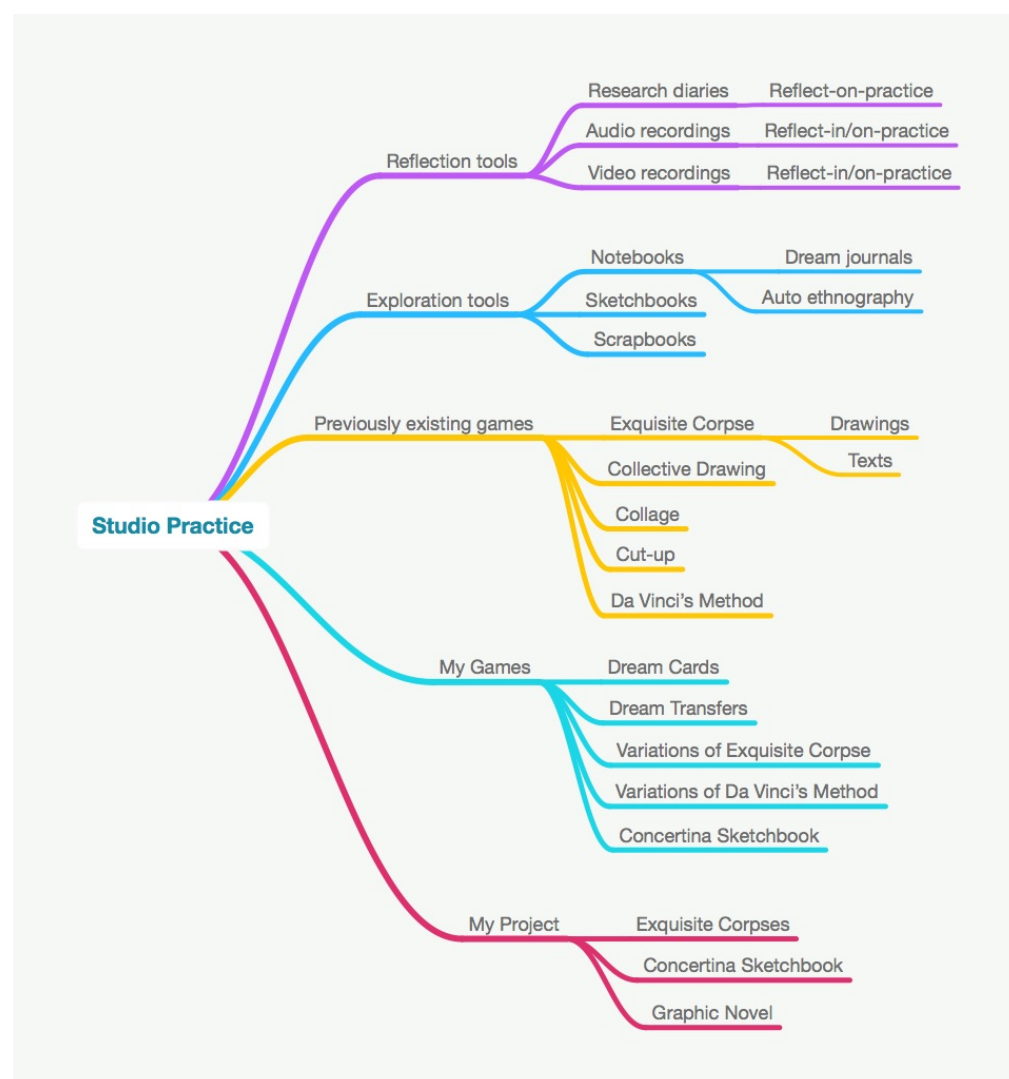 Studio Practice
Reflection tools
Research diaries
Reflect-on-practice
Audio recordings
Reflect-in/on-practice
Video recordings
Reflect-in/on-practice
Exploration tools
Notebooks
Dream journals
Auto ethnography
Sketchbooks
Scrapbooks
Previously existing games
Exquisite Corpse
Drawings
Texts
Collective Drawing
Collage
Cut-up
Da Vinci's Method
My Games
Dream Cards
Dream Transfers
Variations of Exquisite Corpse
Variations of Da Vinci's Method
Concertina Sketchbook
My Project
Exquisite Corpses
Concertina Sketchbook
Graphic Novel